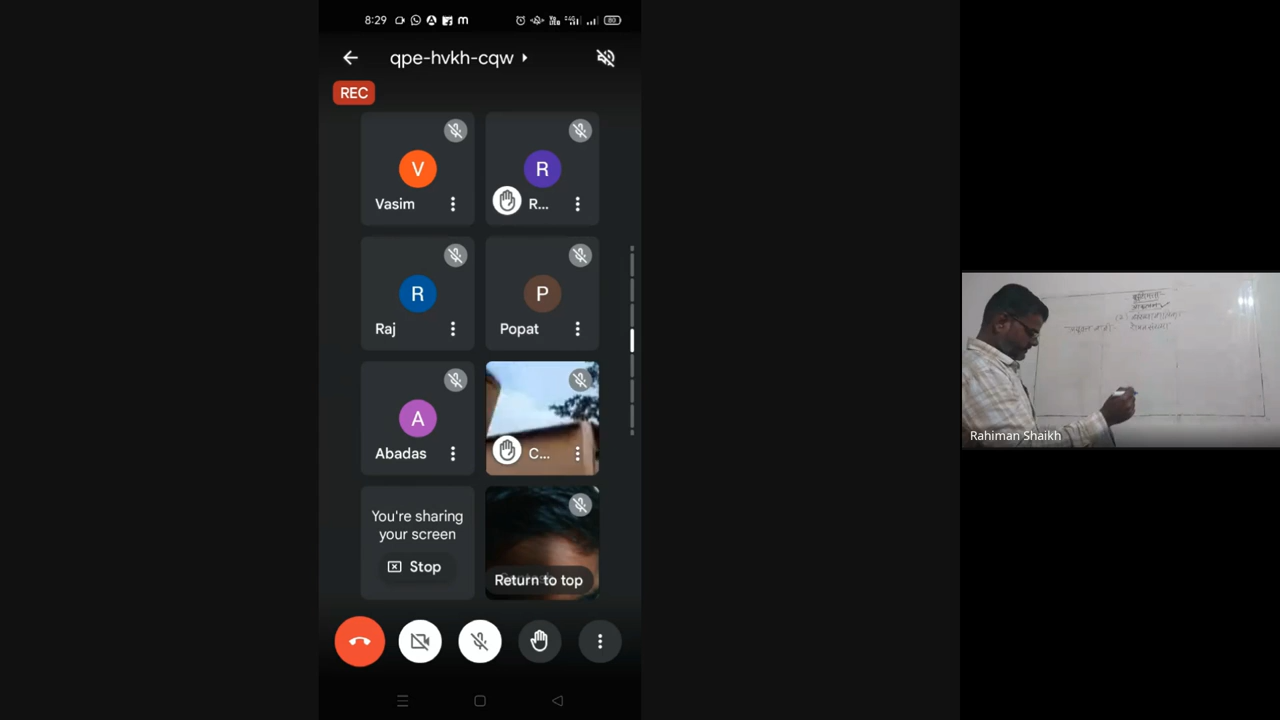 8:29 m
80
qpe-hvkh-cqw
REC
V
Vasim
R
R...
R
Raj
P
Popat
A
Abadas
C...
You're sharing
your screen
Stop
Return to top
Rahiman Shaikh